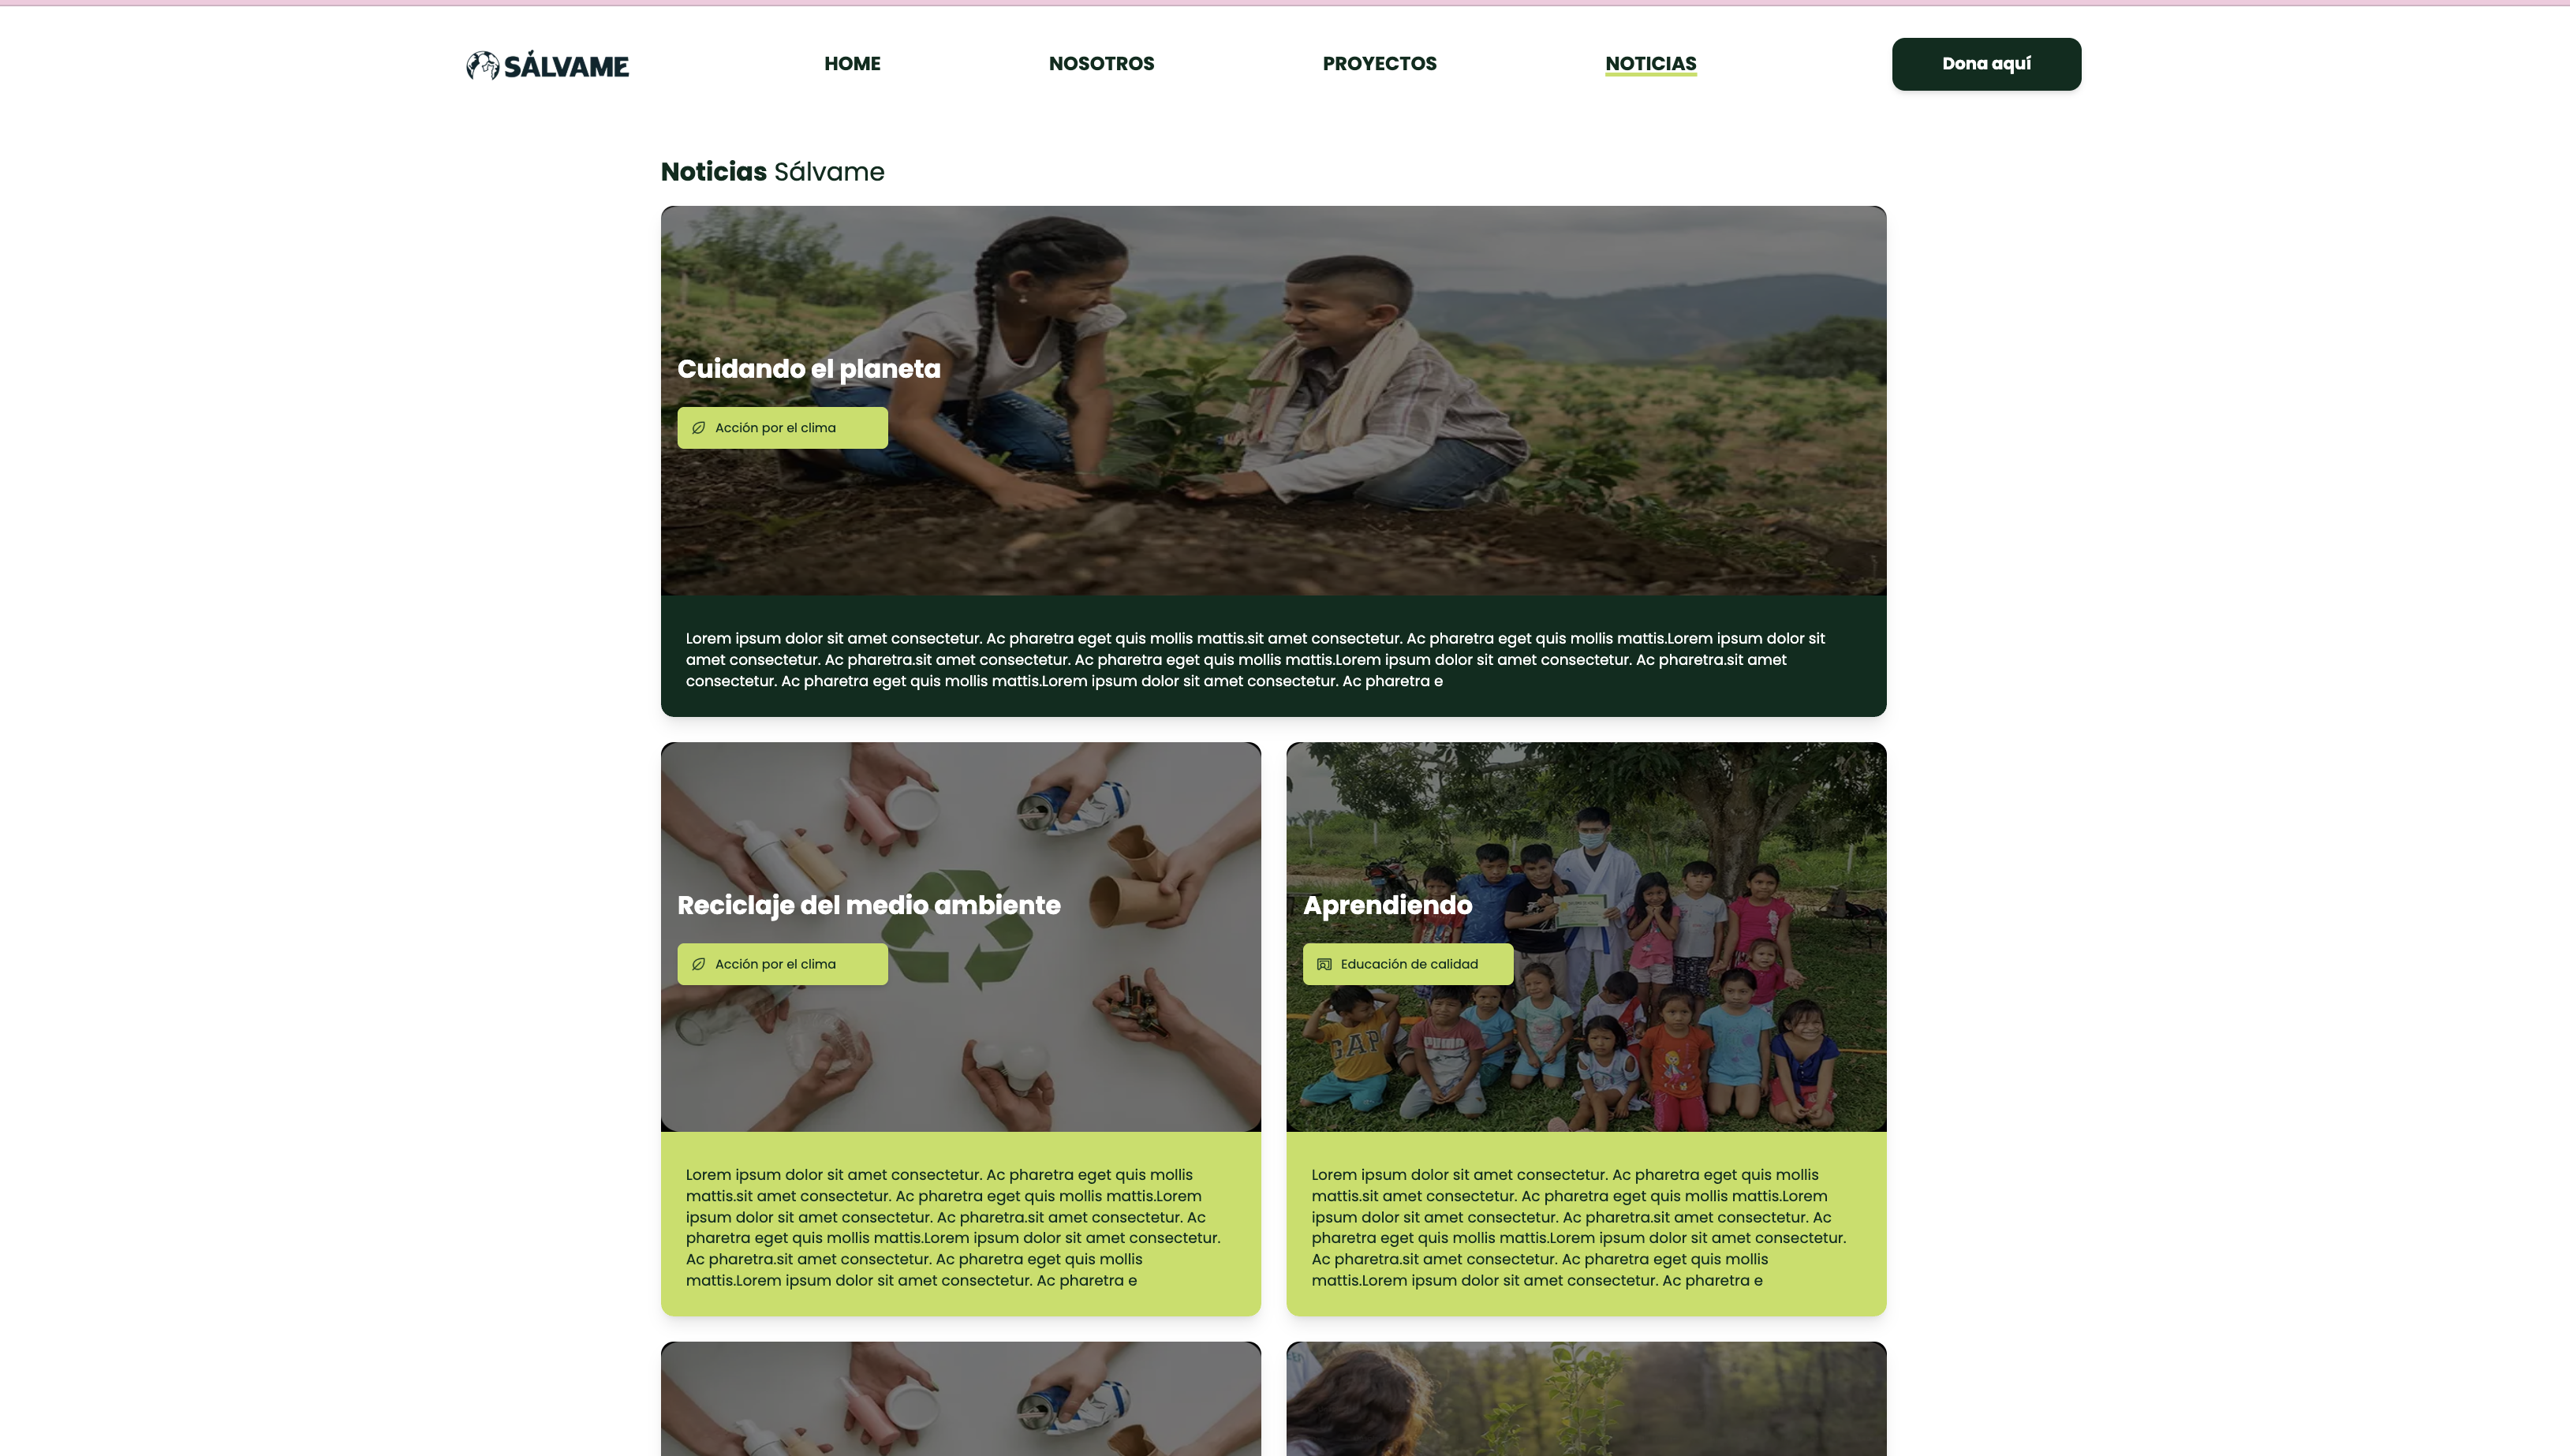 SÁLVAME
HOME
NOSOTROS
PROYECTOS
NOTICIAS
Dona aquí
Noticias Sálvame
Cuidando el planeta
Acción por el clima
Lorem ipsum dolor sit amet consectetur. Ac pharetra eget quis mollis mattis.sit amet consectetur. Ac pharetra eget quis mollis mattis.Lorem ipsum dolor sit
amet consectetur. Ac pharetra.sit amet consectetur. Ac pharetra eget quis mollis mattis.Lorem ipsum dolor sit amet consectetur. Ac pharetra.sit amet
consectetur. Ac pharetra eget quis mollis mattis.Lorem ipsum dolor sit amet consectetur. Ac pharetra e
Reciclaje del medio ambiente
Acción por el clima
Lorem ipsum dolor sit amet consectetur. Ac pharetra eget quis mollis
mattis.sit amet consectetur. Ac pharetra eget quis mollis mattis.Lorem
ipsum dolor sit amet consectetur. Ac pharetra.sit amet consectetur. Ac
pharetra eget quis mollis mattis.Lorem ipsum dolor sit amet consectetur.
Ac pharetra.sit amet consectetur. Ac pharetra eget quis mollis
mattis.Lorem ipsum dolor sit amet consectetur. Ac pharetra e
Aprendiendo
Educación de calidad
GAP
PUMA
Lorem ipsum dolor sit amet consectetur. Ac pharetra eget quis mollis
mattis.sit amet consectetur. Ac pharetra eget quis mollis mattis.Lorem
ipsum dolor sit amet consectetur. Ac pharetra.sit amet consectetur. Ac
pharetra eget quis mollis mattis.Lorem ipsum dolor sit amet consectetur.
Ac pharetra.sit amet consectetur. Ac pharetra eget quis mollis
mattis.Lorem ipsum dolor sit amet consectetur. Ac pharetra e